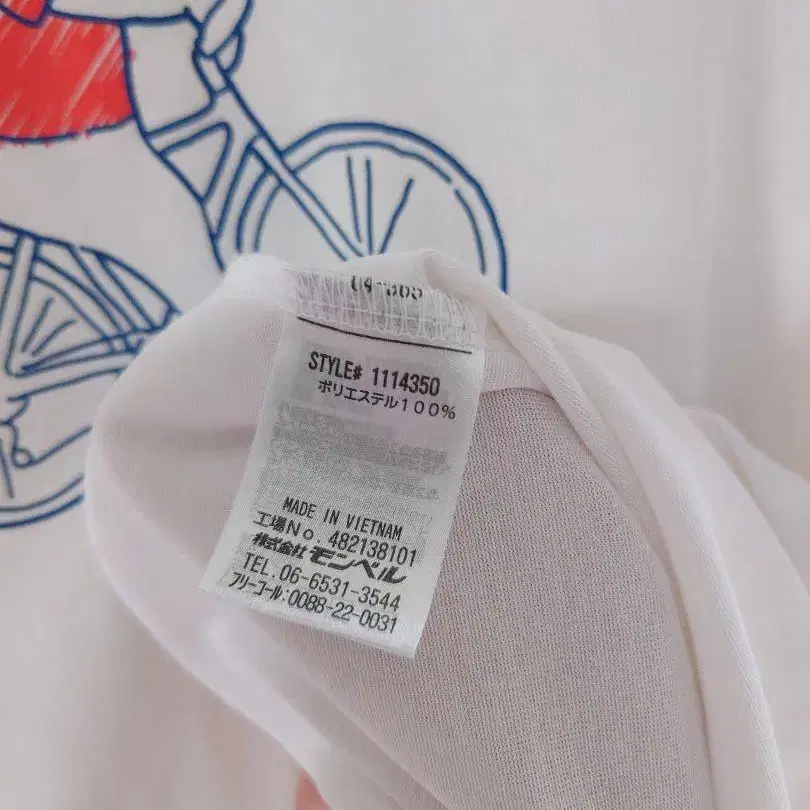 STYLE# 1114350
ポリエステル100%
MADE IN VIETNAM
工場No. 482138101
株式会社モンベル
TEL.06-6531-3544
フリーコール:0088-22-0031